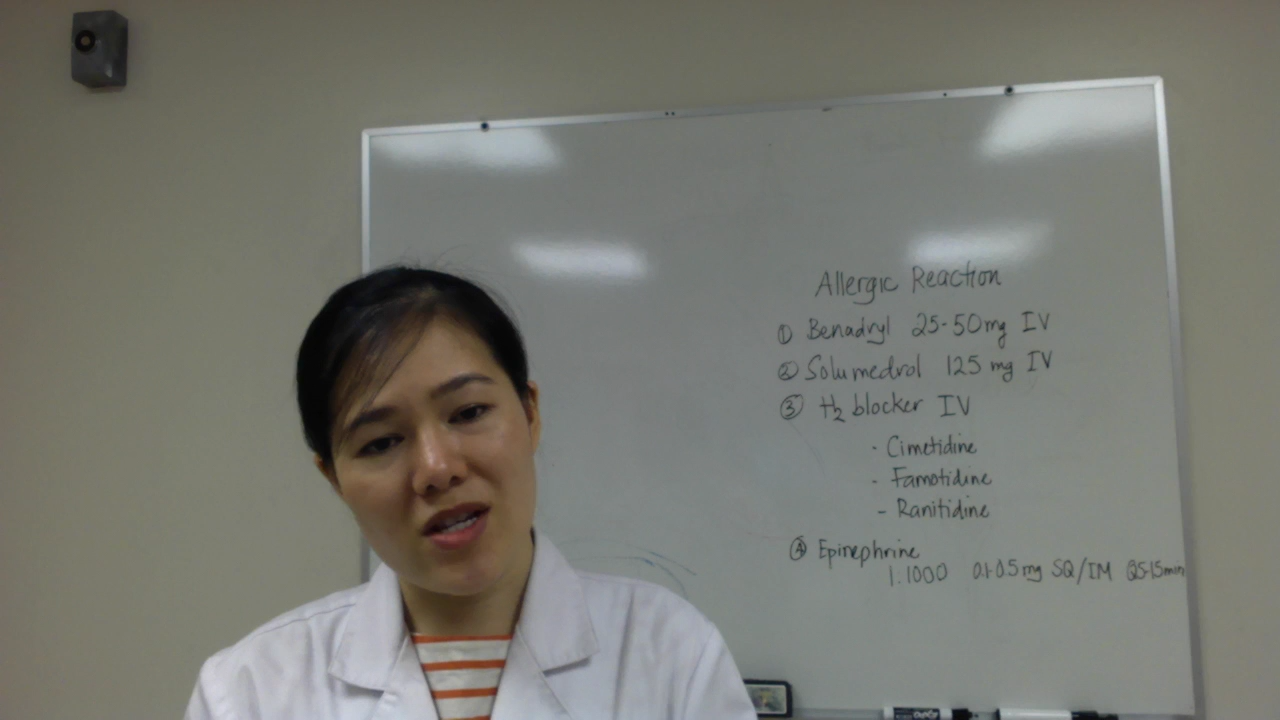 Allergic Reaction
① Benadryl 25-50mg IV
② Solumedrol 125 mg IV
③ H₂ blocker IV
- Cimetidine
- Famotidine
- Ranitidine
④ Epinephrine
1:1000 0.1-0.5mg SQ/IM Q5-15min
EXPO